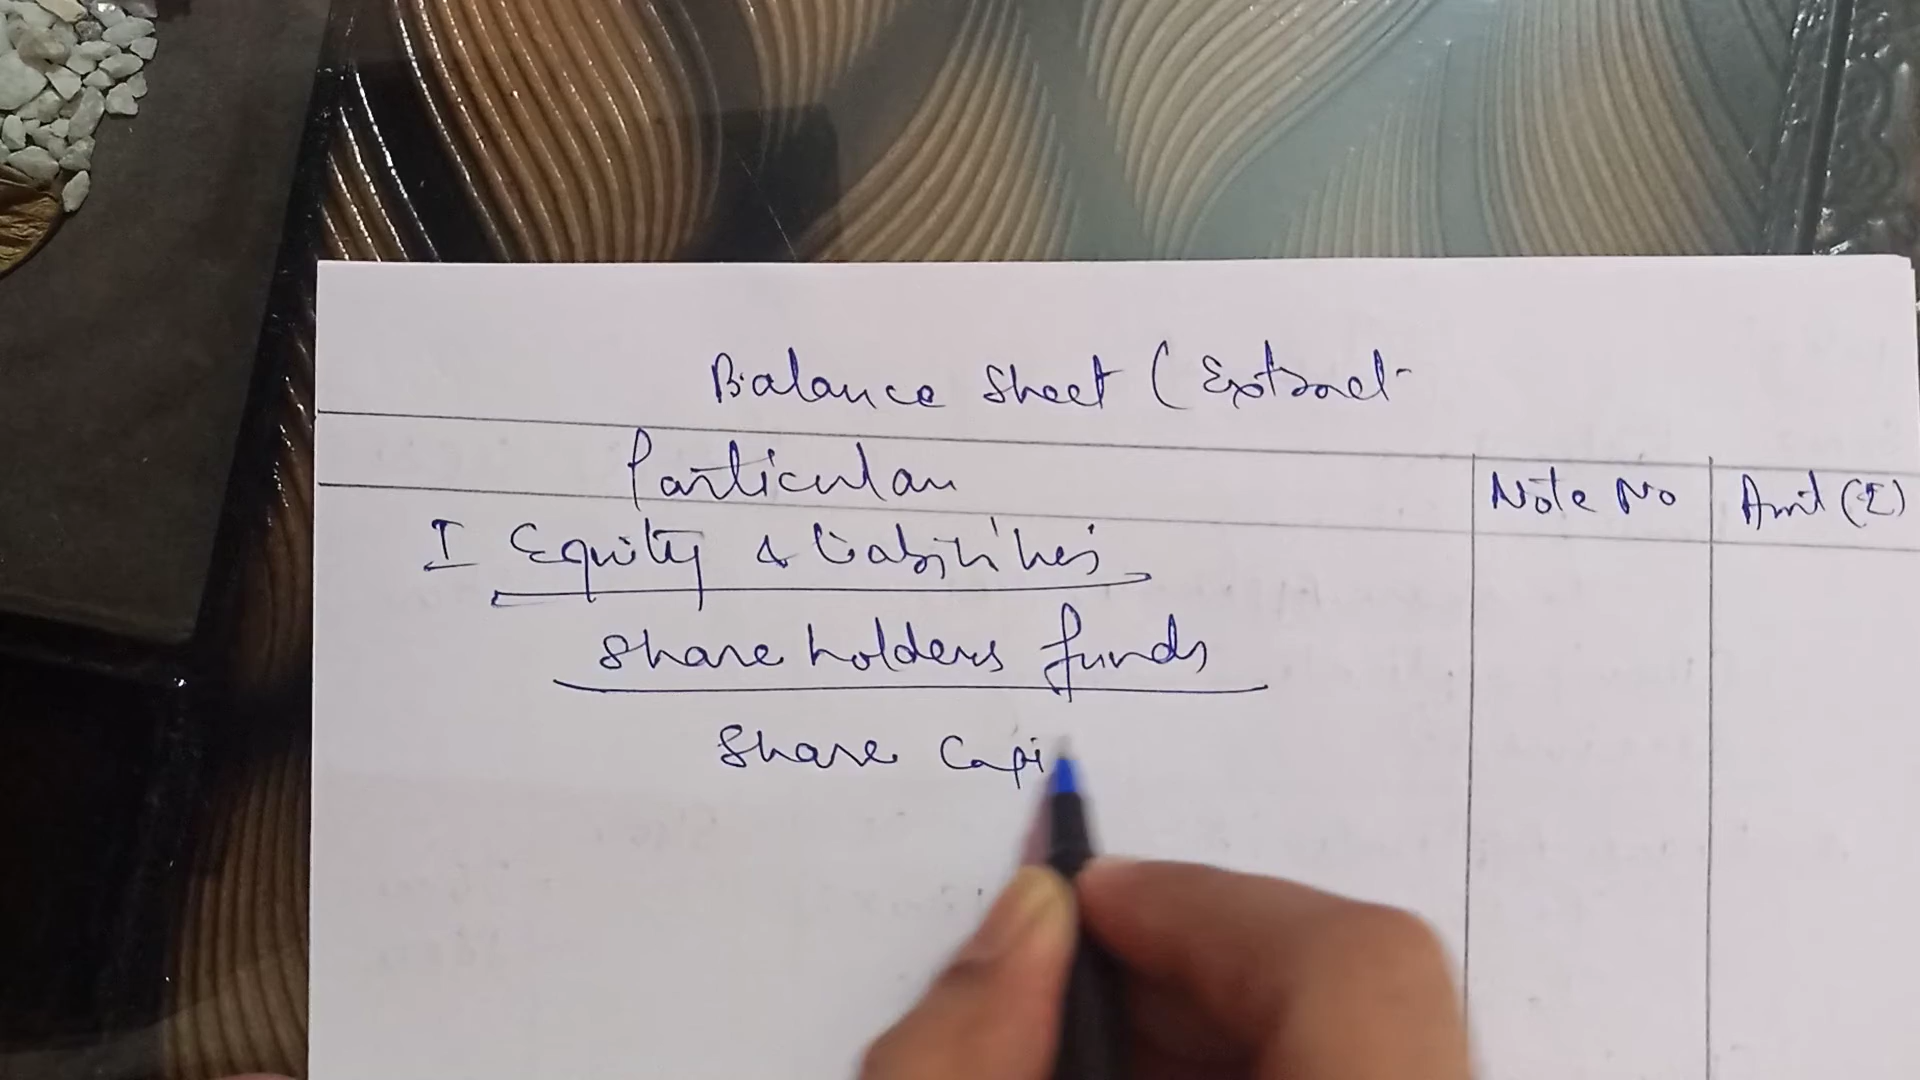 Balance Sheet (Extract
Particulars Note No Amt (₹)
I Equity & Liabilities
Share holders funds
Share Capi